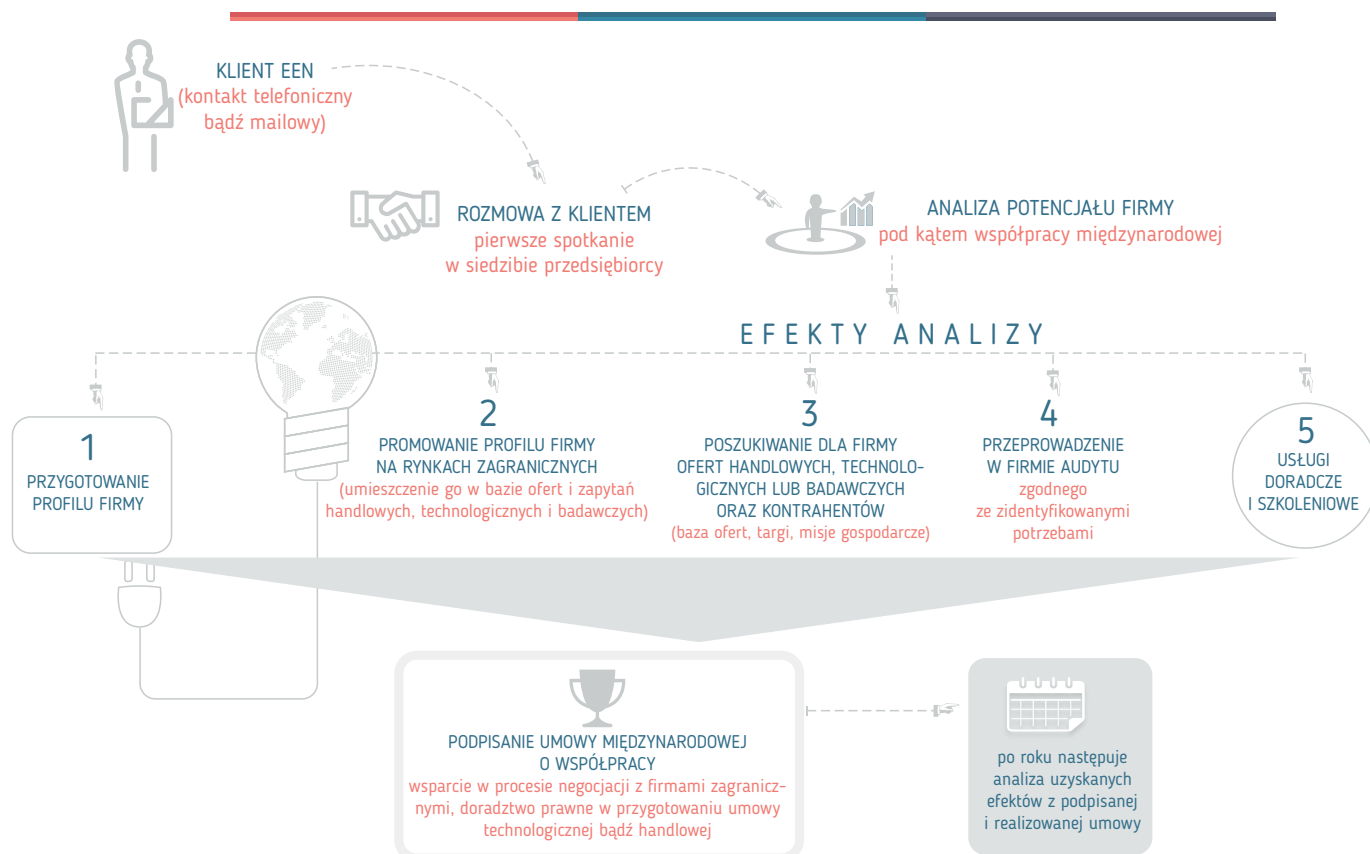 KLIENT EEN
(kontakt telefoniczny
bądź mailowy)
ROZMOWA Z KLIENTEM
pierwsze spotkanie
w siedzibie przedsiębiorcy
ANALIZA POTENCJAŁU FIRMY
pod kątem współpracy międzynarodowej
EFEKTY ANALIZY
1
PRZYGOTOWANIE
PROFILU FIRMY
2
PROMOWANIE PROFILU FIRMY
NA RYNKACH ZAGRANICZNYCH
(umieszczenie go w bazie ofert i zapytań
handlowych, technologicznych i badawczych)
3
POSZUKIWANIE DLA FIRMY
OFERT HANDLOWYCH, TECHNOLO-
GICZNYCH LUB BADAWCZYCH
ORAZ KONTRAHENTÓW
(baza ofert, targi, misje gospodarcze)
4
PRZEPROWADZENIE
W FIRMIE AUDYTU
zgodnego
ze zidentyfikowanymi
potrzebami
5
USŁUGI
DORADCZE
I SZKOLENIOWE
PODPISANIE UMOWY MIĘDZYNARODOWEJ
O WSPÓŁPRACY
wsparcie w procesie negocjacji z firmami zagranicz-
nymi, doradztwo prawne w przygotowaniu umowy
technologicznej bądź handlowej
po roku następuje
analiza uzyskanych
efektów z podpisanej
i realizowanej umowy